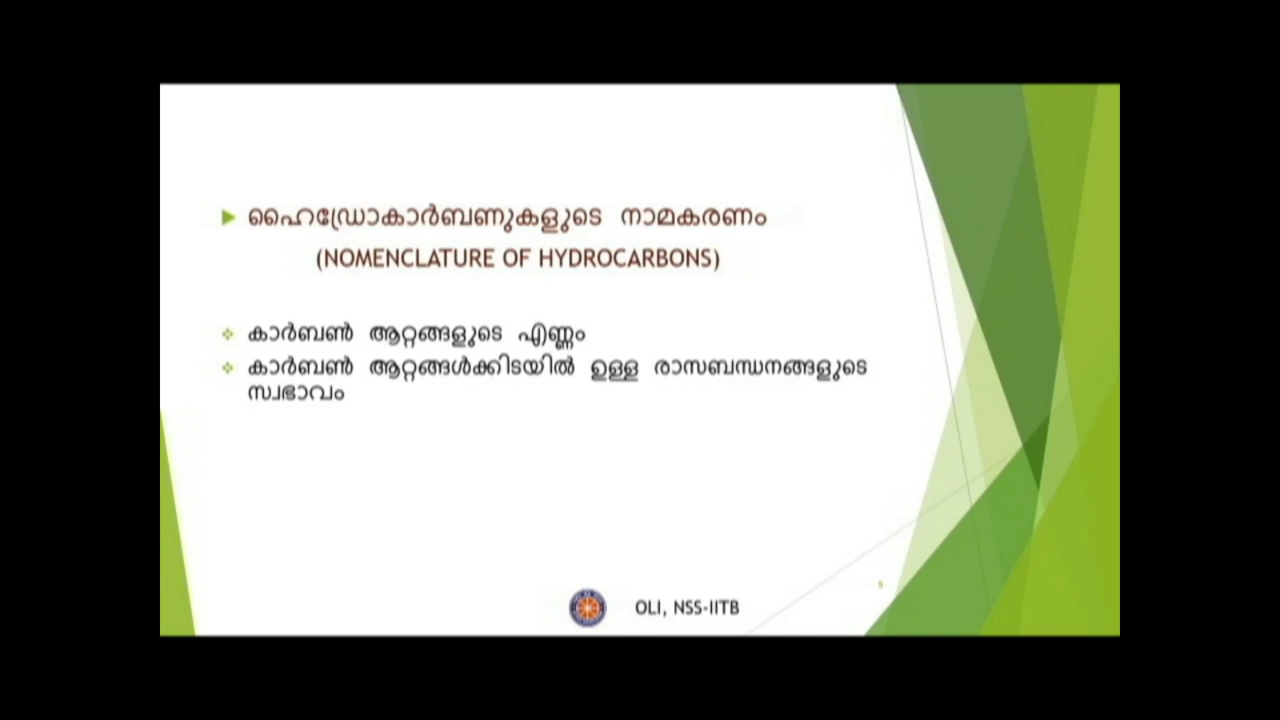 ഹൈഡ്രോകാർബണുകളുടെ നാമകരണം
(NOMENCLATURE OF HYDROCARBONS)
കാർബൺ ആറ്റങ്ങളുടെ എണ്ണം
കാർബൺ ആറ്റങ്ങൾക്കിടയിൽ ഉള്ള രാസബന്ധനങ്ങളുടെ
സ്വഭാവം
OLI, NSS-IITB